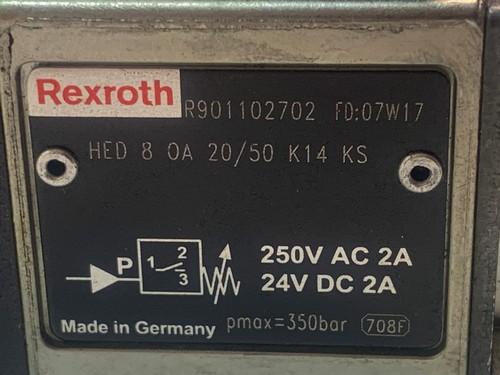 Rexroth R901102702 FD:07W17
HED 8 OA 20/50 K14 KS
P 1 2 3
250V AC 2A
24V DC 2A
Made in Germany pmax=350bar 708F